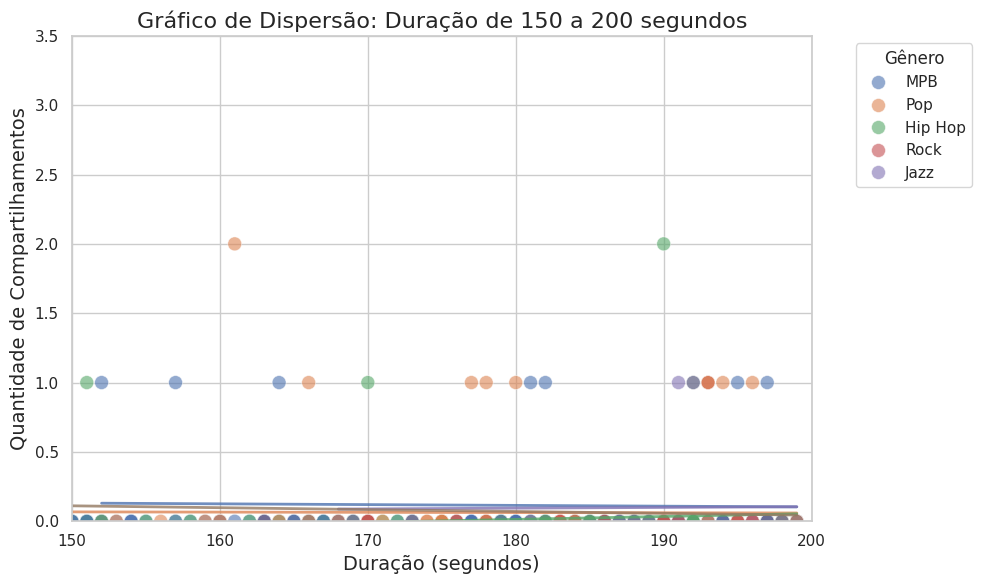 Gráfico de Dispersão: Duração de 150 a 200 segundos
Quantidade de Compartilhamentos
3.5
3.0
2.5
2.0
1.5
1.0
0.5
0.0
150
160
170
180
190
200
Duração (segundos)
Gênero
MPB
Pop
Hip Hop
Rock
Jazz